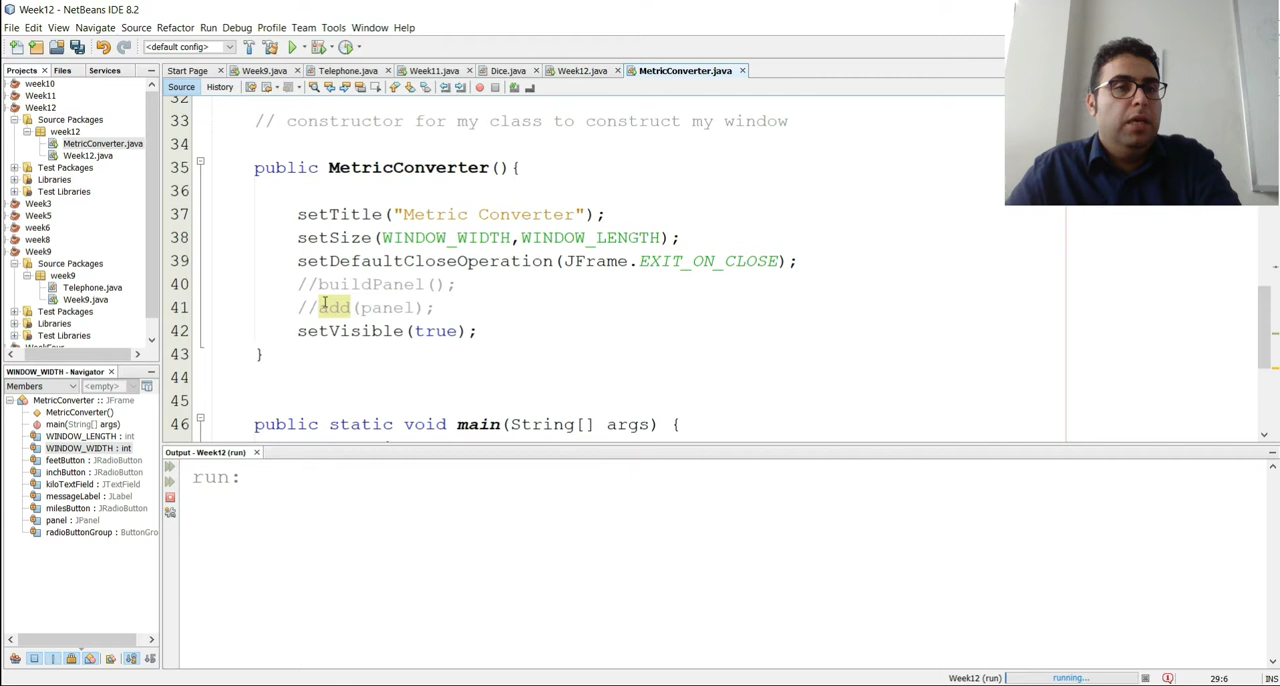 Week12 - NetBeans IDE 8.2
File Edit View Navigate Source Refactor Run Debug Profile Team Tools Window Help
<default config>
Projects Files Services
Start Page Week9.java Telephone.java Week11.java Dice.java Week12.java MetricConverter.java
Source History
week10
Week11
Week12
Source Packages
week12
MetricConverter.java
Week12.java
Test Packages
Libraries
Test Libraries
Week3
Week5
week6
week8
Week9
Source Packages
week9
Telephone.java
Week9.java
Test Packages
Libraries
Test Libraries
32
33 // constructor for my class to construct my window
34
35 public MetricConverter(){
36
37 setTitle("Metric Converter");
38 setSize(WINDOW_WIDTH,WINDOW_LENGTH);
39 setDefaultCloseOperation(JFrame.EXIT_ON_CLOSE);
40 //buildPanel();
41 //add(panel);
42 setVisible(true);
43 }
44
45
46 public static void main(String[] args) {
WINDOW_WIDTH - Navigator
Members <empty>
MetricConverter :: JFrame
MetricConverter()
main(String[] args)
WINDOW_LENGTH : int
WINDOW_WIDTH : int
feetButton : JRadioButton
inchButton : JRadioButton
kiloTextField : JTextField
messageLabel : JLabel
milesButton : JRadioButton
panel : JPanel
radioButtonGroup : ButtonGro
Output - Week12 (run)
run:
Week12 (run) running... 29:6 INS